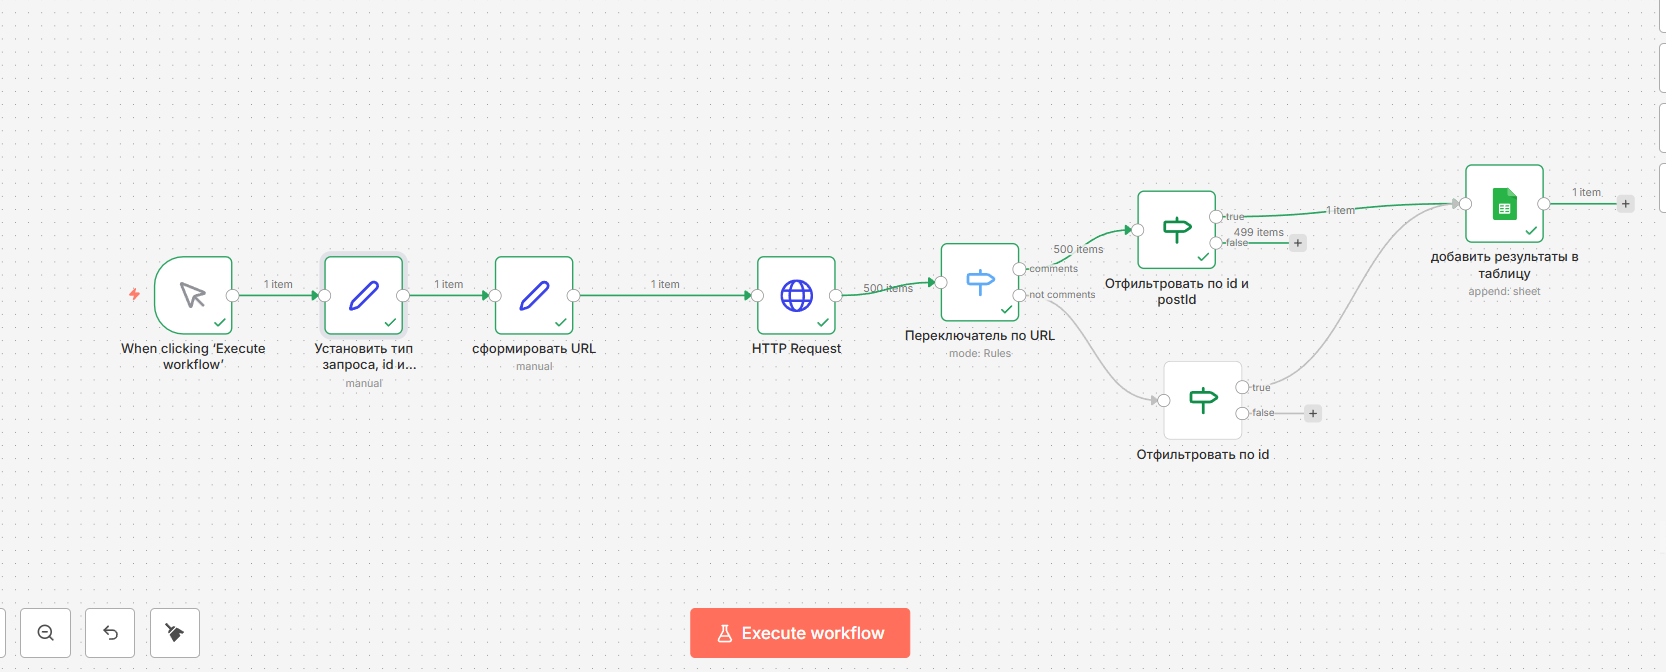 When clicking ‘Execute
workflow’
1 item
Установить тип
запроса, id и...
manual
1 item
сформировать URL
manual
1 item
HTTP Request
500 items
Переключатель по URL
mode: Rules
comments
not comments
500 items
Отфильтровать по id и
postId
true
false
1 item
499 items
Отфильтровать по id
true
false
добавить результаты в
таблицу
append: sheet
1 item
Execute workflow